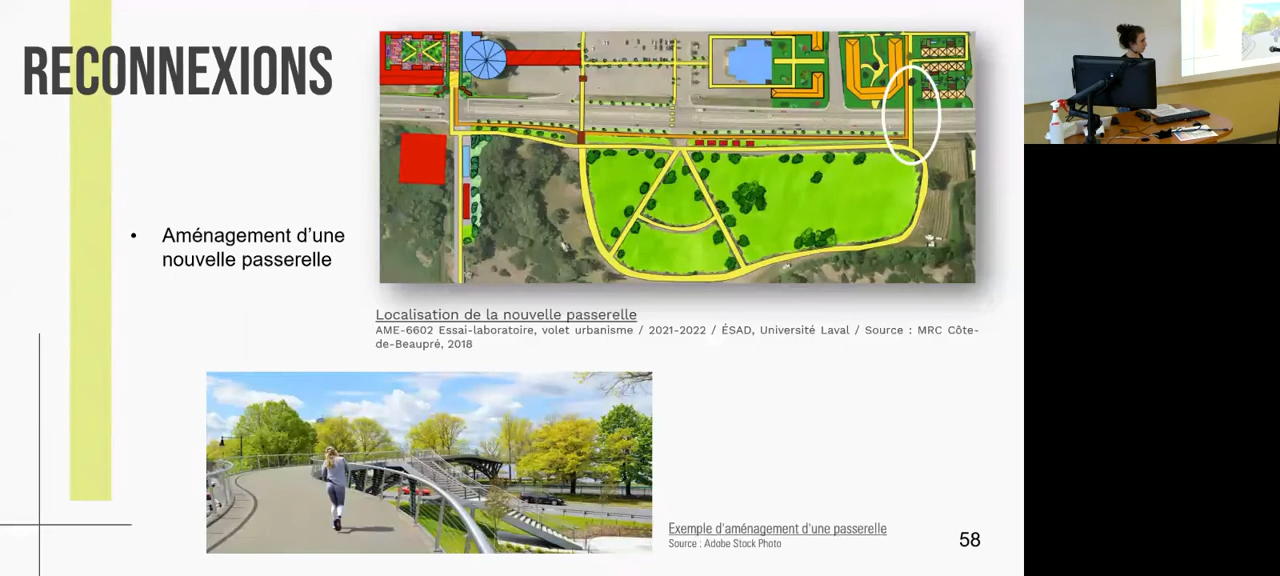 RECONNEXIONS
• Aménagement d'une
nouvelle passerelle
Localisation de la nouvelle passerelle
AME-6602 Essai-laboratoire, volet urbanisme / 2021-2022 / ÉSAD, Université Laval / Source : MRC Côte-
de-Beaupré, 2018
Exemple d'aménagement d'une passerelle
Source : Adobe Stock Photo
58